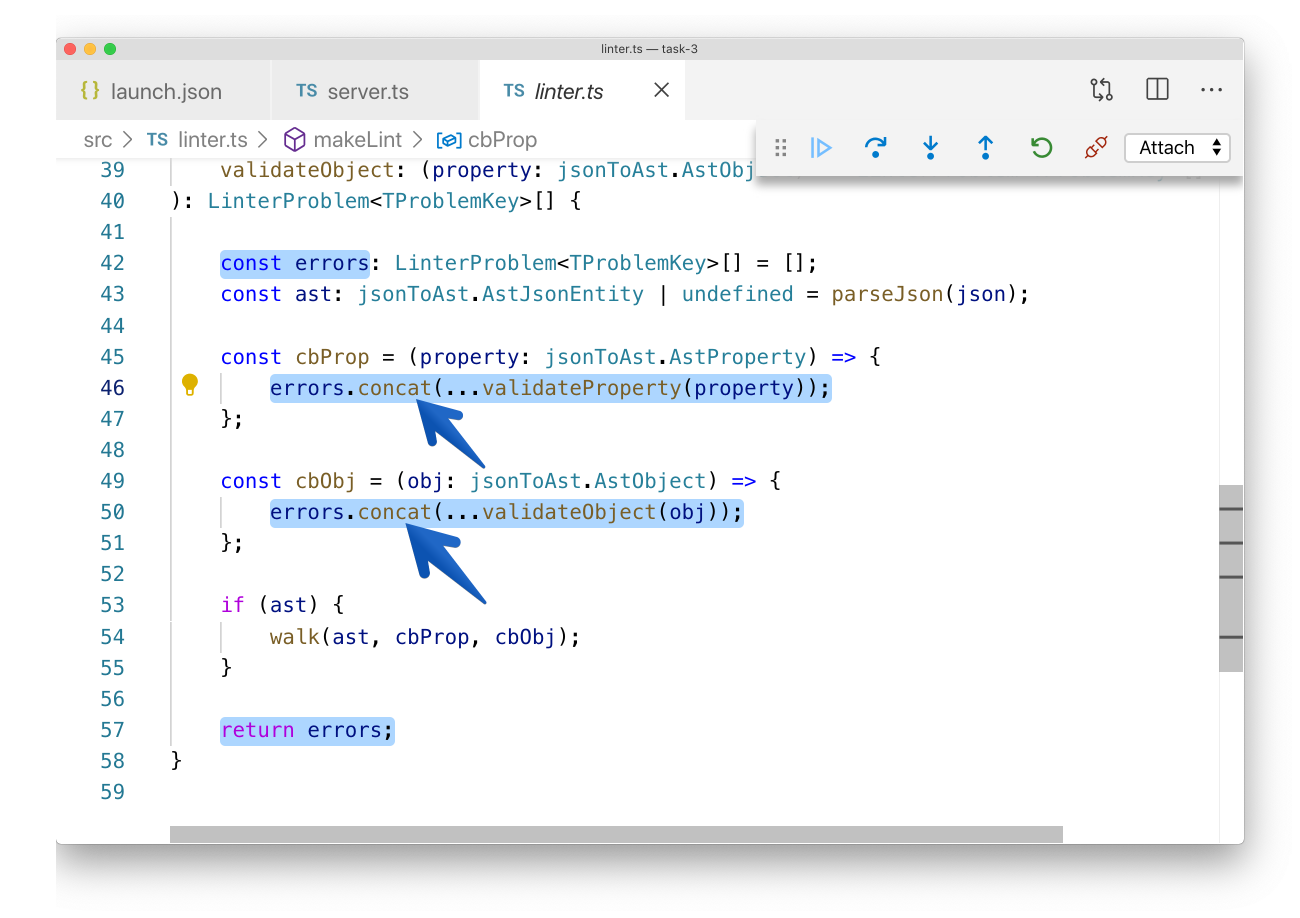 linter.ts — task-3
{} launch.json TS server.ts TS linter.ts
src > TS linter.ts > makeLint > cbProp Attach
39 validateObject: (property: jsonToAst.AstObj
40 ): LinterProblem<TProblemKey>[] {
41
42 const errors: LinterProblem<TProblemKey>[] = [];
43 const ast: jsonToAst.AstJsonEntity | undefined = parseJson(json);
44
45 const cbProp = (property: jsonToAst.AstProperty) => {
46 errors.concat(...validateProperty(property));
47 };
48
49 const cbObj = (obj: jsonToAst.AstObject) => {
50 errors.concat(...validateObject(obj));
51 };
52
53 if (ast) {
54 walk(ast, cbProp, cbObj);
55 }
56
57 return errors;
58 }
59